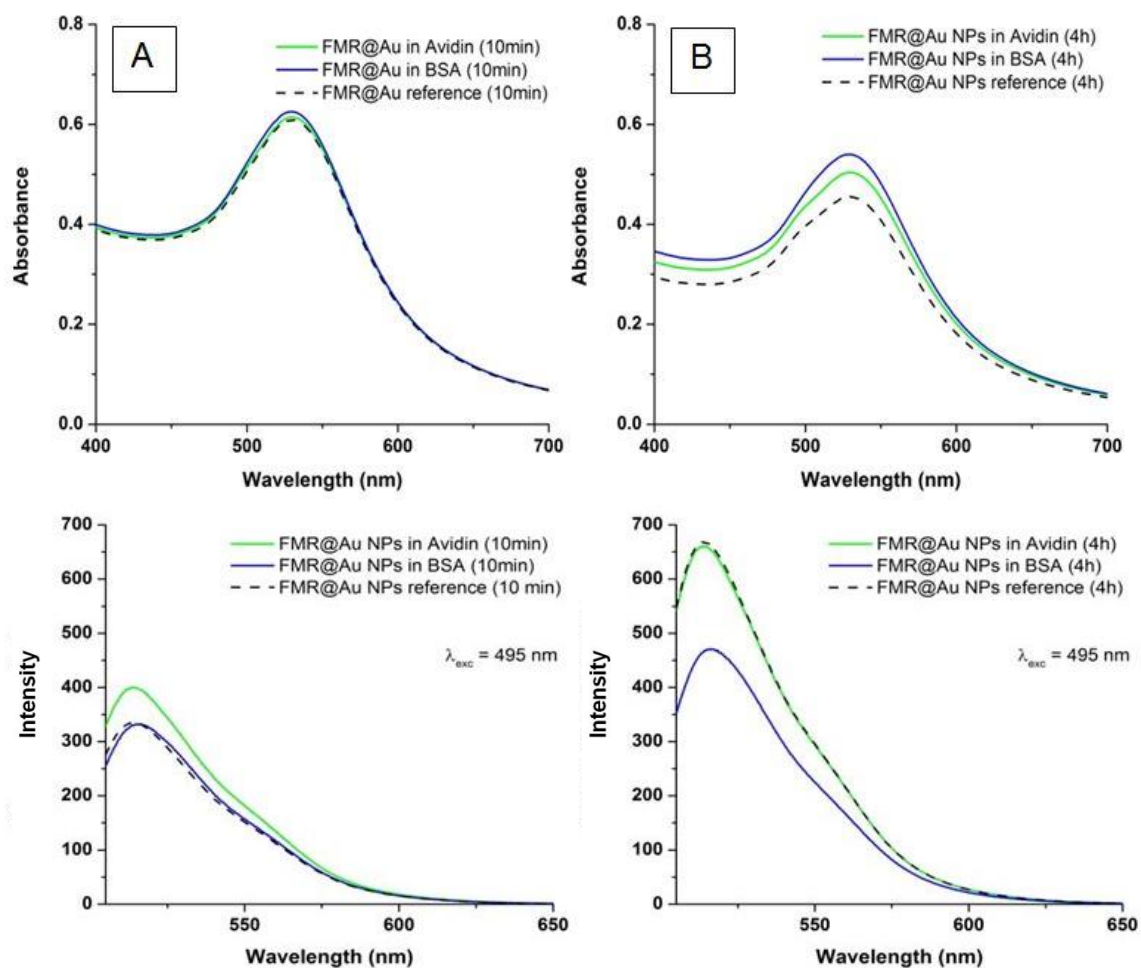 A
FMR@Au in Avidin (10min)
FMR@Au in BSA (10min)
FMR@Au reference (10min)
0.8
0.6
0.4
0.2
0.0
Absorbance
400 500 600 700
Wavelength (nm)
B
FMR@Au NPs in Avidin (4h)
FMR@Au NPs in BSA (4h)
FMR@Au NPs reference (4h)
0.8
0.6
0.4
0.2
0.0
Absorbance
400 500 600 700
Wavelength (nm)
FMR@Au NPs in Avidin (10min)
FMR@Au NPs in BSA (10min)
FMR@Au NPs reference (10 min)
λexc = 495 nm
700
600
500
400
300
200
100
0
Intensity
550 600 650
Wavelength (nm)
FMR@Au NPs in Avidin (4h)
FMR@Au NPs in BSA (4h)
FMR@Au NPs reference (4h)
λexc = 495 nm
700
600
500
400
300
200
100
0
Intensity
550 600 650
Wavelength (nm)